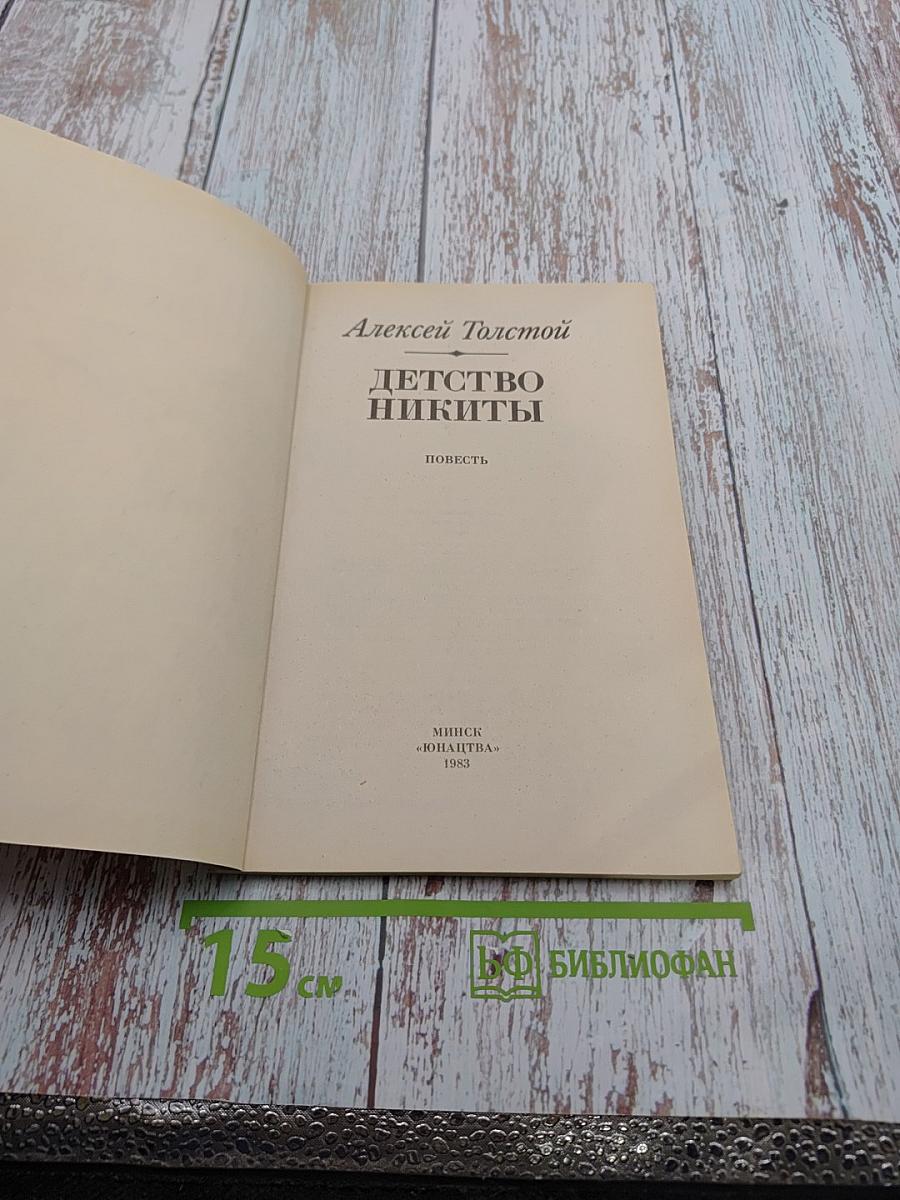 Алексей Толстой
ДЕТСТВО
НИКИТЫ
ПОВЕСТЬ
МИНСК
«ЮНАЦТВА»
1983
15 см
БФ БИБЛИОФАН